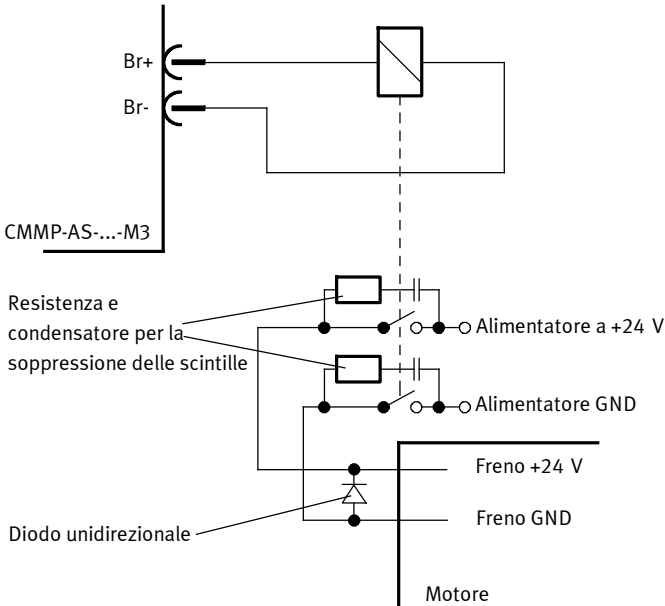 Br+
Br-
CMMP-AS-...-M3
Resistenza e
condensatore per la
soppressione delle scintille
Alimentatore a +24 V
Alimentatore GND
Freno +24 V
Freno GND
Diodo unidirezionale
Motore